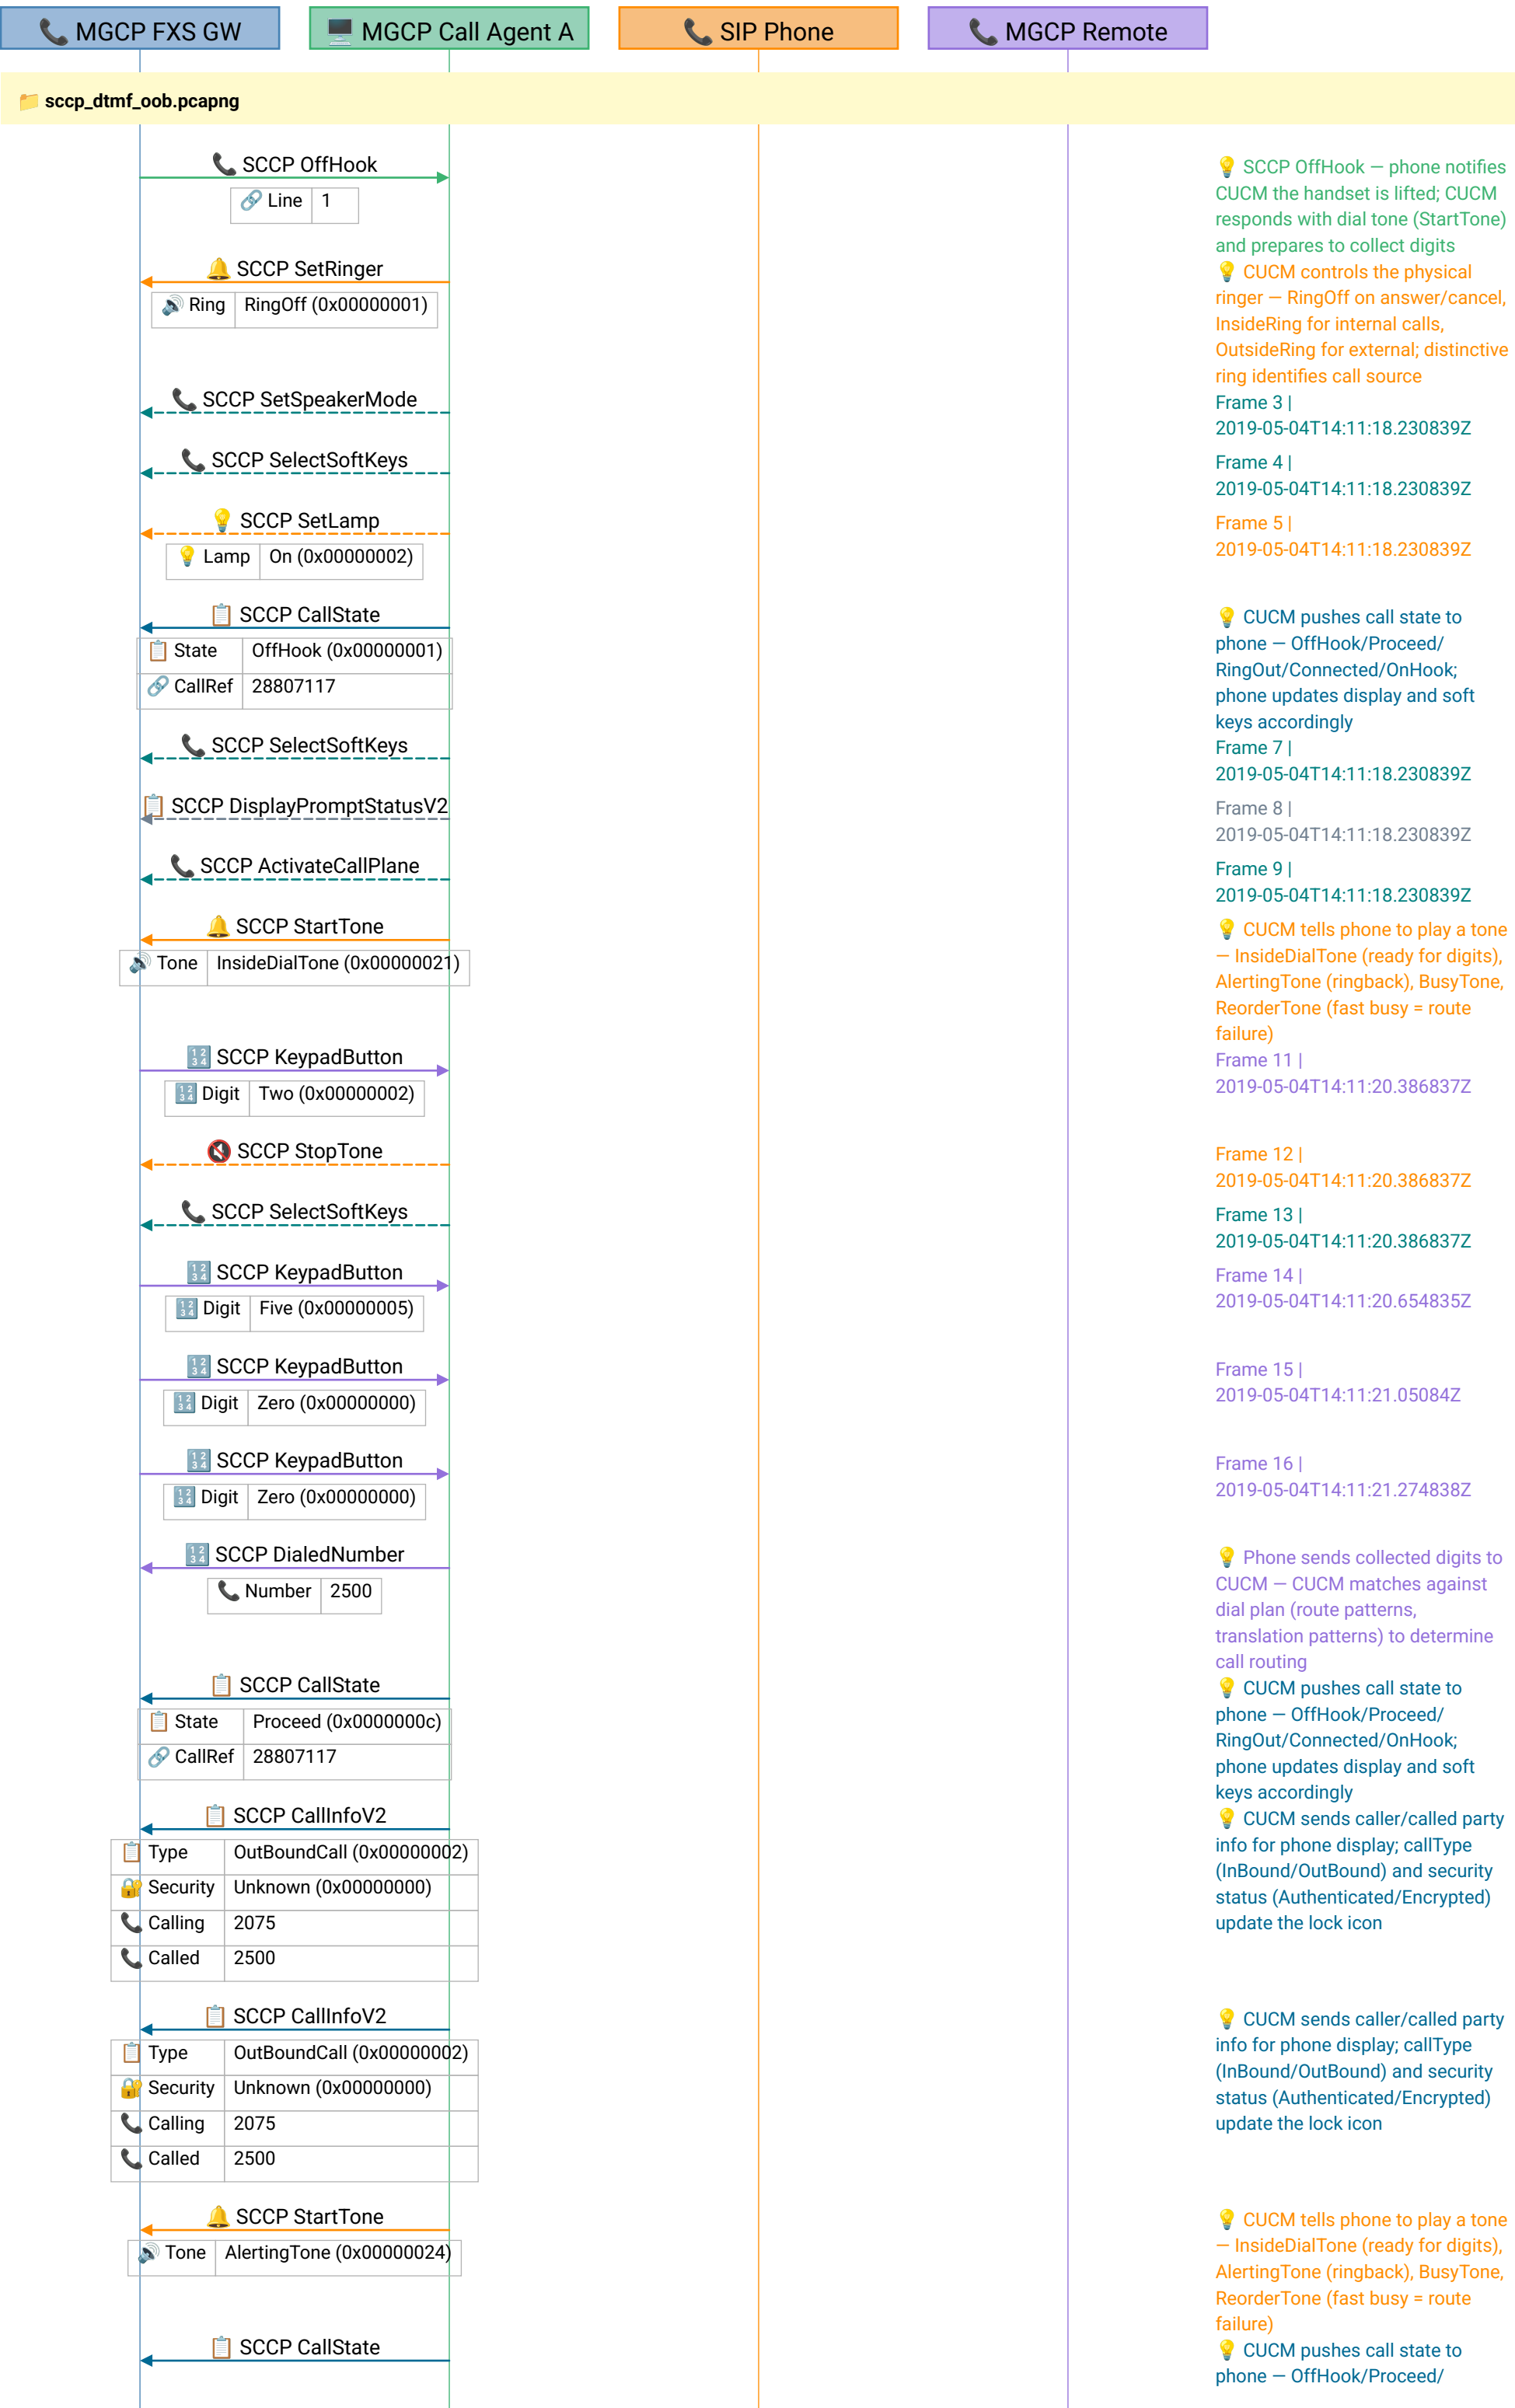 📞 MGCP FXS GW
🖥️ MGCP Call Agent A
📞 SIP Phone
📞 MGCP Remote
📁 sccp_dtmf_oob.pcapng
📞 SCCP OffHook
🔗 Line 1
💡 SCCP OffHook — phone notifies
CUCM the handset is lifted; CUCM
responds with dial tone (StartTone)
and prepares to collect digits
🔔 SCCP SetRinger
🔊 Ring RingOff (0x00000001)
💡 CUCM controls the physical
ringer — RingOff on answer/cancel,
InsideRing for internal calls,
OutsideRing for external; distinctive
ring identifies call source
📞 SCCP SetSpeakerMode
Frame 3 |
2019-05-04T14:11:18.230839Z
📞 SCCP SelectSoftKeys
Frame 4 |
2019-05-04T14:11:18.230839Z
💡 SCCP SetLamp
💡 Lamp On (0x00000002)
Frame 5 |
2019-05-04T14:11:18.230839Z
📋 SCCP CallState
📋 State OffHook (0x00000001)
🔗 CallRef 28807117
💡 CUCM pushes call state to
phone — OffHook/Proceed/
RingOut/Connected/OnHook;
phone updates display and soft
keys accordingly
📞 SCCP SelectSoftKeys
Frame 7 |
2019-05-04T14:11:18.230839Z
📋 SCCP DisplayPromptStatusV2
Frame 8 |
2019-05-04T14:11:18.230839Z
📞 SCCP ActivateCallPlane
Frame 9 |
2019-05-04T14:11:18.230839Z
🔔 SCCP StartTone
🔊 Tone InsideDialTone (0x00000021)
💡 CUCM tells phone to play a tone
— InsideDialTone (ready for digits),
AlertingTone (ringback), BusyTone,
ReorderTone (fast busy = route
failure)
🔢 SCCP KeypadButton
🔢 Digit Two (0x00000002)
Frame 11 |
2019-05-04T14:11:20.386837Z
🔇 SCCP StopTone
Frame 12 |
2019-05-04T14:11:20.386837Z
📞 SCCP SelectSoftKeys
Frame 13 |
2019-05-04T14:11:20.386837Z
🔢 SCCP KeypadButton
🔢 Digit Five (0x00000005)
Frame 14 |
2019-05-04T14:11:20.654835Z
🔢 SCCP KeypadButton
🔢 Digit Zero (0x00000000)
Frame 15 |
2019-05-04T14:11:21.05084Z
🔢 SCCP KeypadButton
🔢 Digit Zero (0x00000000)
Frame 16 |
2019-05-04T14:11:21.274838Z
🔢 SCCP DialedNumber
📞 Number 2500
💡 Phone sends collected digits to
CUCM — CUCM matches against
dial plan (route patterns,
translation patterns) to determine
call routing
📋 SCCP CallState
📋 State Proceed (0x0000000c)
🔗 CallRef 28807117
💡 CUCM pushes call state to
phone — OffHook/Proceed/
RingOut/Connected/OnHook;
phone updates display and soft
keys accordingly
📋 SCCP CallInfoV2
📋 Type OutBoundCall (0x00000002)
🔐 Security Unknown (0x00000000)
📞 Calling 2075
📞 Called 2500
💡 CUCM sends caller/called party
info for phone display; callType
(InBound/OutBound) and security
status (Authenticated/Encrypted)
update the lock icon
📋 SCCP CallInfoV2
📋 Type OutBoundCall (0x00000002)
🔐 Security Unknown (0x00000000)
📞 Calling 2075
📞 Called 2500
💡 CUCM sends caller/called party
info for phone display; callType
(InBound/OutBound) and security
status (Authenticated/Encrypted)
update the lock icon
🔔 SCCP StartTone
🔊 Tone AlertingTone (0x00000024)
💡 CUCM tells phone to play a tone
— InsideDialTone (ready for digits),
AlertingTone (ringback), BusyTone,
ReorderTone (fast busy = route
failure)
📋 SCCP CallState
💡 CUCM pushes call state to
phone — OffHook/Proceed/